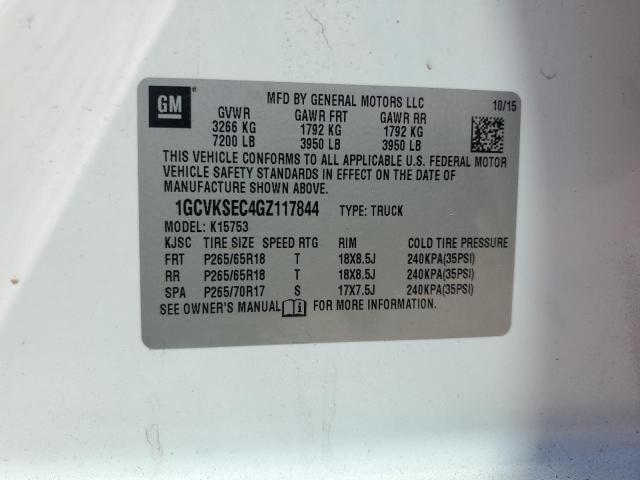 GM
MFD BY GENERAL MOTORS LLC 10/15
GVWR GAWR FRT GAWR RR
3266 KG 1792 KG 1792 KG
7200 LB 3950 LB 3950 LB
THIS VEHICLE CONFORMS TO ALL APPLICABLE U.S. FEDERAL MOTOR
VEHICLE SAFETY STANDARDS IN EFFECT ON THE DATE OF
MANUFACTURE SHOWN ABOVE.
1GCVKSEC4GZ117844 TYPE: TRUCK
MODEL: K15753
KJSC TIRE SIZE SPEED RTG RIM COLD TIRE PRESSURE
FRT P265/65R18 T 18X8.5J 240KPA(35PSI)
RR P265/65R18 T 18X8.5J 240KPA(35PSI)
SPA P265/70R17 S 17X7.5J 240KPA(35PSI)
SEE OWNER'S MANUAL i FOR MORE INFORMATION.